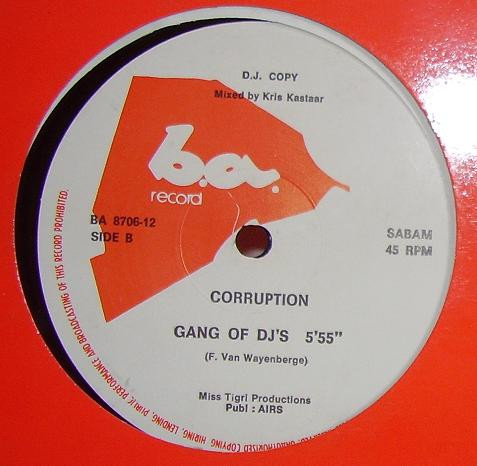 D.J. COPY
Mixed by Kris Kastaar
b.a.
record
BA 8706-12
SIDE B
SABAM
45 RPM
CORRUPTION
GANG OF DJ'S 5'55"
(F. Van Wayenberge)
Miss Tigri Productions
Publ : AIRS
UNAUTHORISED COPYING, HIRING, LENDING, PUBLIC PERFORMANCE AND BROADCASTING OF THIS RECORD PROHIBITED.